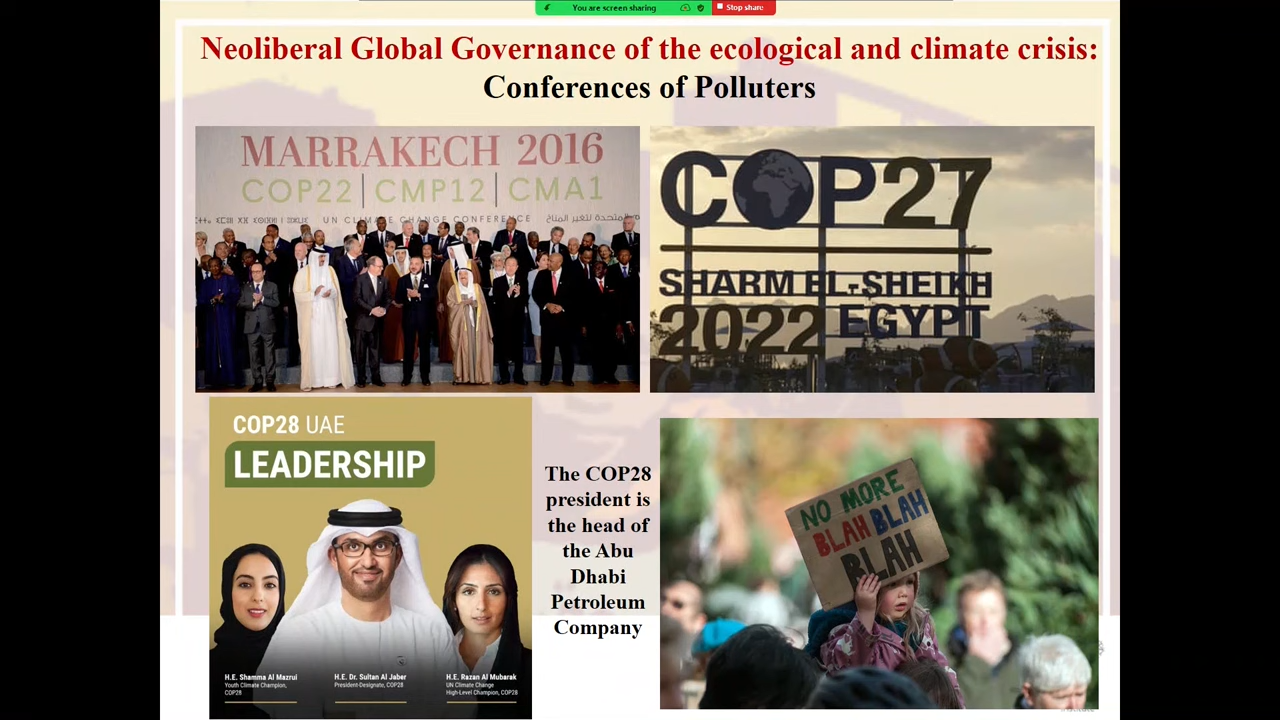 You are screen sharing
Stop share
Neoliberal Global Governance of the ecological and climate crisis:
Conferences of Polluters
MARRAKECH 2016
COP22 | CMP12 | CMA1
UN CLIMATE CHANGE CONFERENCE
COP27
SHARM EL-SHEIKH
2022 EGYPT
COP28 UAE
LEADERSHIP
H.E. Shamma Al Mazrui
Youth Climate Champion,
COP28
H.E. Dr. Sultan Al Jaber
President-Designate, COP28
H.E. Razan Al Mubarak
UN Climate Change
High-Level Champion, COP28
The COP28
president is
the head of
the Abu
Dhabi
Petroleum
Company
NO MORE
BLAH BLAH
BLAH